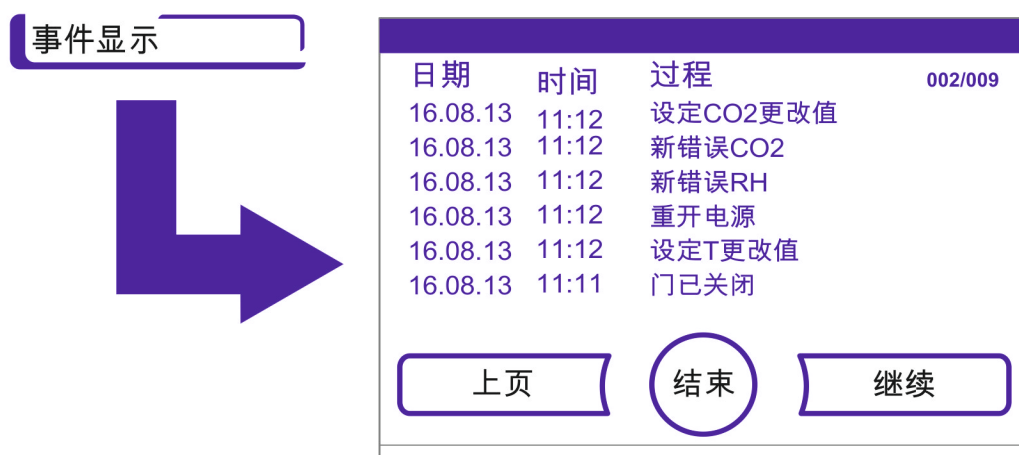 事件显示
日期 时间 过程 002/009
16.08.13 11:12 设定CO2更改值
16.08.13 11:12 新错误CO2
16.08.13 11:12 新错误RH
16.08.13 11:12 重开电源
16.08.13 11:12 设定T更改值
16.08.13 11:11 门已关闭
上页 结束 继续